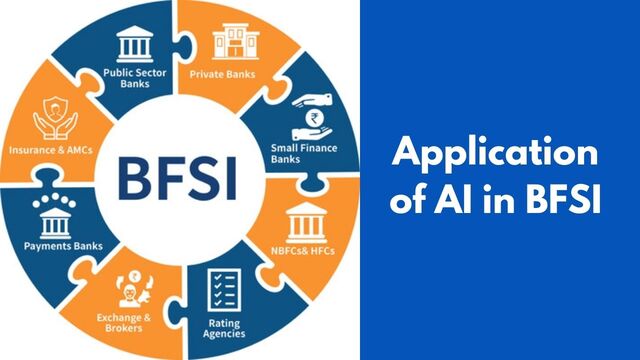 Public Sector
Banks
Private Banks
Small Finance
Banks
NBFCs& HFCs
Rating
Agencies
Exchange &
Brokers
Payments Banks
Insurance & AMCs
BFSI
Application
of AI in BFSI